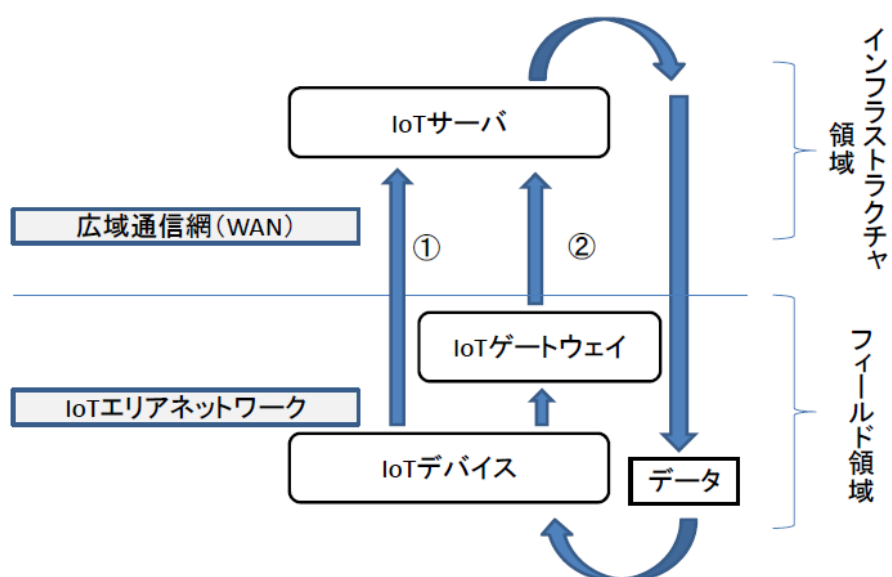 IoTサーバ
広域通信網（WAN）
①
②
IoTゲートウェイ
IoTエリアネットワーク
IoTデバイス
データ
インフラストラクチャ
領域
フィールド領域